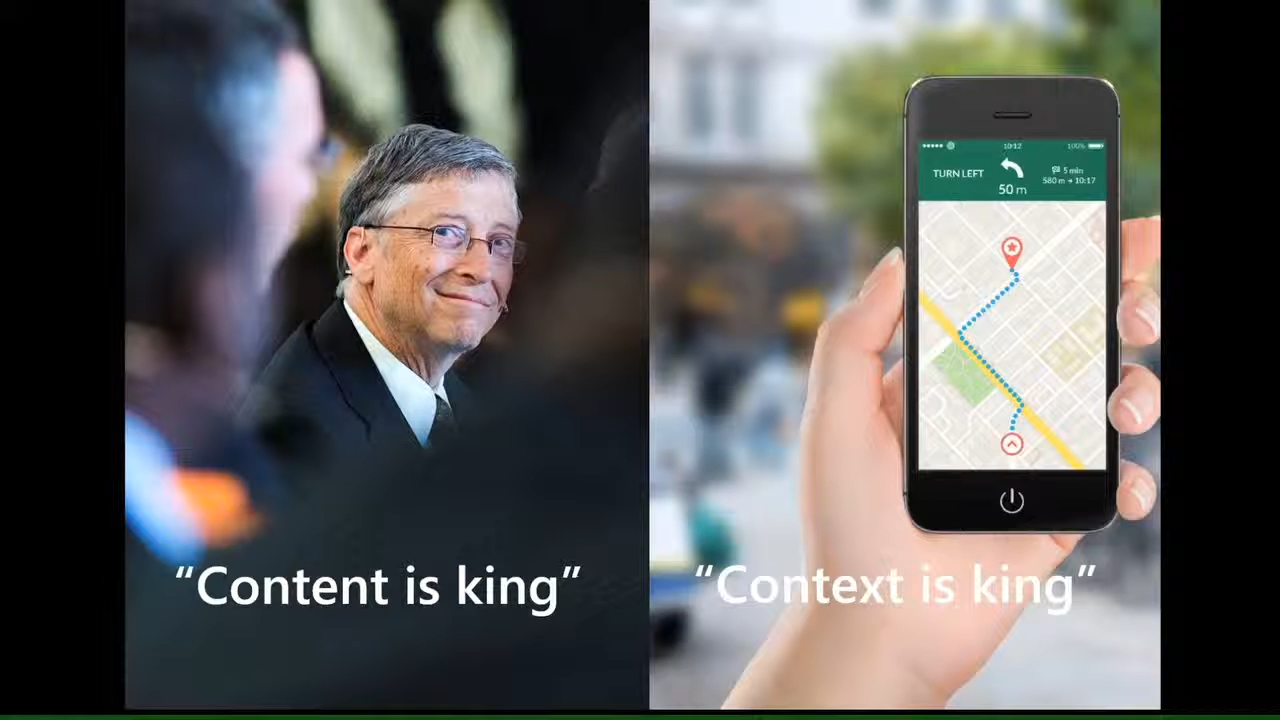 “Content is king”
10:12
100%
TURN LEFT
50 m
5 min
580 m → 10:17
“Context is king”